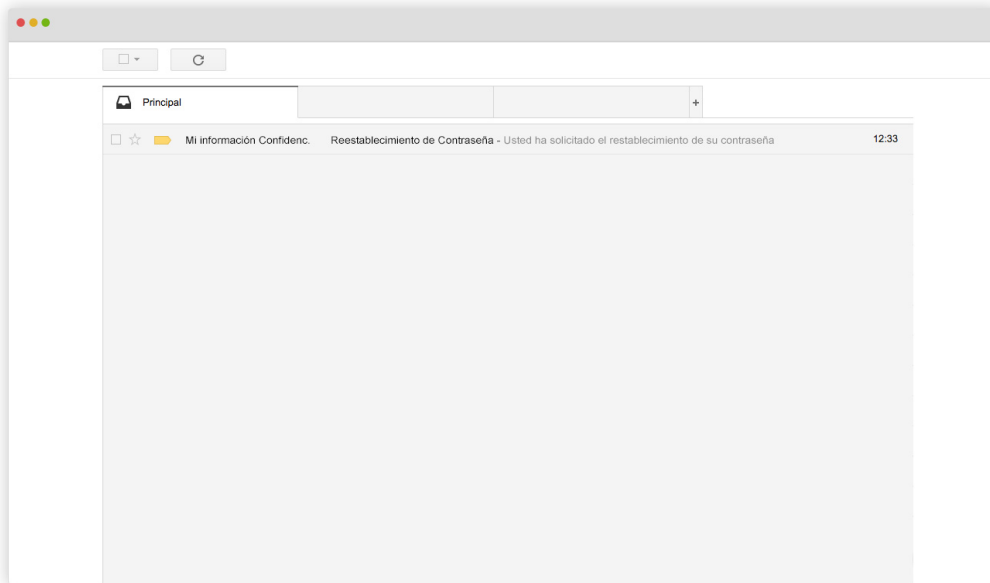 Principal
+
Mi información Confidenc. Reestablecimiento de Contraseña - Usted ha solicitado el restablecimiento de su contraseña 12:33